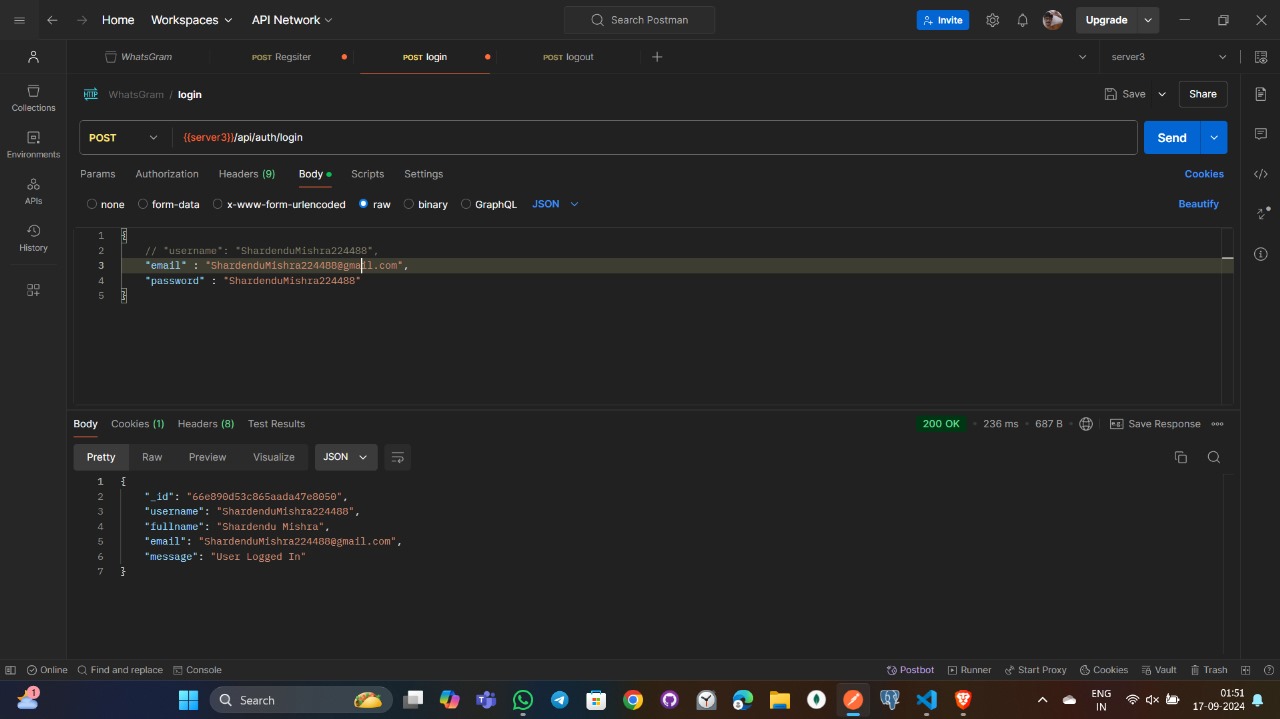 Home Workspaces API Network Search Postman Invite Upgrade
WhatsGram POST Regsiter POST login POST logout server3
HTTP WhatsGram / login Save Share
Collections
POST {{server3}}/api/auth/login Send
Environments
Params Authorization Headers (9) Body Scripts Settings Cookies
APIs
none form-data x-www-form-urlencoded raw binary GraphQL JSON Beautify
History
1 {
2 // "username": "ShardenduMishra224488",
3 "email" : "ShardenduMishra224488@gmail.com",
4 "password" : "ShardenduMishra224488"
5 }
Body Cookies (1) Headers (8) Test Results 200 OK 236 ms 687 B Save Response
Pretty Raw Preview Visualize JSON
1 {
2 "_id": "66e890d53c865aada47e8050",
3 "username": "ShardenduMishra224488",
4 "fullname": "Shardendu Mishra",
5 "email": "ShardenduMishra224488@gmail.com",
6 "message": "User Logged In"
7 }
Online Find and replace Console Postbot Runner Start Proxy Cookies Vault Trash
1 Search ENG 01:51
IN 17-09-2024